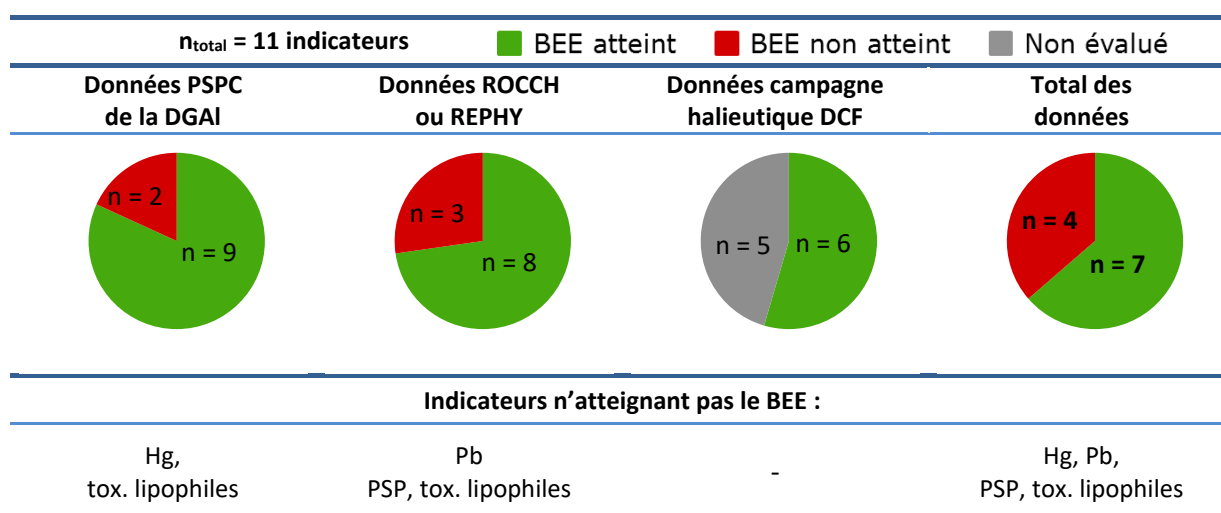 n_total = 11 indicateurs BEE atteint BEE non atteint Non évalué
Données PSPC de la DGAl
Données ROCCH ou REPHY
Données campagne halieutique DCF
Total des données
n = 2
n = 9
n = 3
n = 8
n = 5
n = 6
n = 4
n = 7
Indicateurs n’atteignant pas le BEE :
Hg,
tox. lipophiles
Pb
PSP, tox. lipophiles
-
Hg, Pb,
PSP, tox. lipophiles